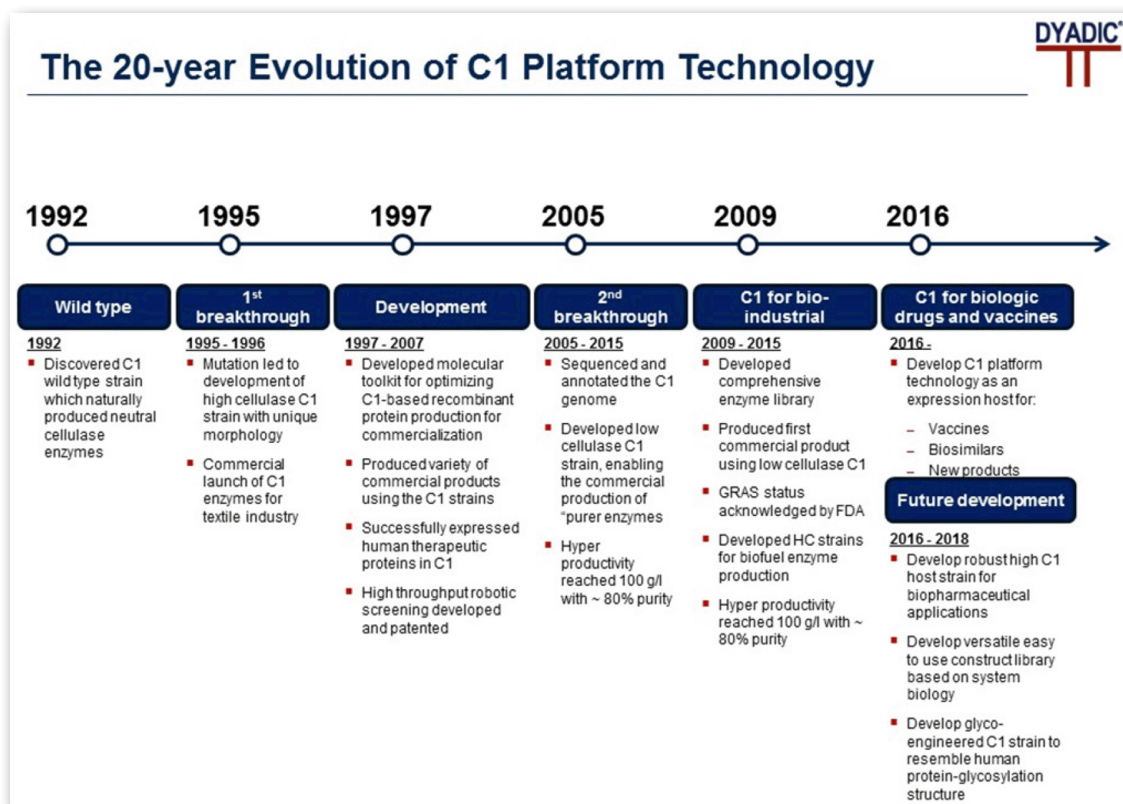 DYADIC®
The 20-year Evolution of C1 Platform Technology
1992
1995
1997
2005
2009
2016
Wild type
1992
Discovered C1
wild type strain
which naturally
produced neutral
cellulase
enzymes
1st
breakthrough
1995 - 1996
Mutation led to
development of
high cellulase C1
strain with unique
morphology
Commercial
launch of C1
enzymes for
textile industry
Development
1997 - 2007
Developed molecular
toolkit for optimizing
C1-based recombinant
protein production for
commercialization
Produced variety of
commercial products
using the C1 strains
Successfully expressed
human therapeutic
proteins in C1
High throughput robotic
screening developed
and patented
2nd
breakthrough
2005 - 2015
Sequenced and
annotated the C1
genome
Developed low
cellulase C1
strain, enabling
the commercial
production of
“purer enzymes
Hyper
productivity
reached 100 g/l
with ~ 80% purity
C1 for bio-
industrial
2009 - 2015
Developed
comprehensive
enzyme library
Produced first
commercial product
using low cellulase C1
GRAS status
acknowledged by FDA
Developed HC strains
for biofuel enzyme
production
Hyper productivity
reached 100 g/l with ~
80% purity
C1 for biologic
drugs and vaccines
2016 -
Develop C1 platform
technology as an
expression host for:
– Vaccines
– Biosimilars
– New products
Future development
2016 - 2018
Develop robust high C1
host strain for
biopharmaceutical
applications
Develop versatile easy
to use construct library
based on system
biology
Develop glyco-
engineered C1 strain to
resemble human
protein-glycosylation
structure